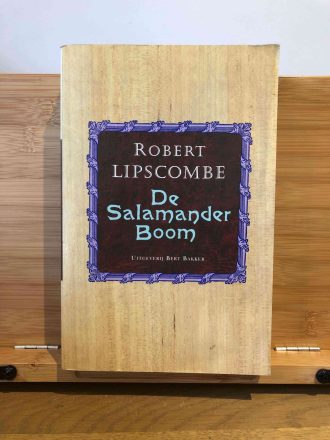 ROBERT
LIPSCOMBE
De
Salamander
Boom
UITGEVERIJ BERT BAKKER